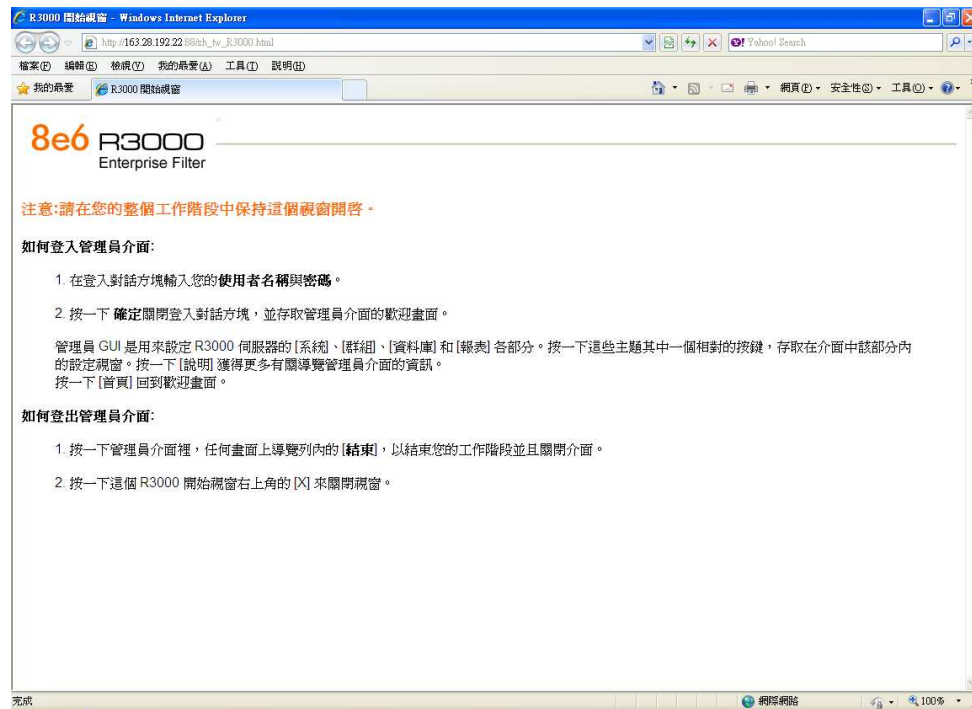 R3000 開始視窗 - Windows Internet Explorer
http://163.28.192.22:88/zh_tw_R3000.html
Yahoo! Search
檔案(F) 編輯(E) 檢視(V) 我的最愛(A) 工具(T) 說明(H)
我的最愛 R3000 開始視窗 網頁(P) 安全性(S) 工具(O)
8e6 R3000
Enterprise Filter
注意:請在您的整個工作階段中保持這個視窗開啓。
如何登入管理員介面:
1. 在登入對話方塊輸入您的使用者名稱與密碼。
2. 按一下 確定關閉登入對話方塊，並存取管理員介面的歡迎畫面。
管理員 GUI 是用來設定 R3000 伺服器的 [系統]、[群組]、[資料庫] 和 [報表] 各部分。按一下這些主題其中一個相對的按鍵，存取在介面中該部分內
的設定視窗。按一下 [說明] 獲得更多有關導覽管理員介面的資訊。
按一下 [首頁] 回到歡迎畫面。
如何登出管理員介面:
1. 按一下管理員介面裡，任何畫面上導覽列內的 [結束]，以結束您的工作階段並且關閉介面。
2. 按一下這個 R3000 開始視窗右上角的 [X] 來關閉視窗。
完成 網際網路 100%